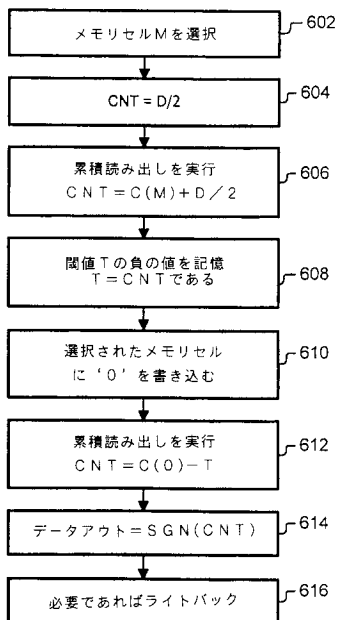 メモリセルMを選択
602
CNT=D/2
604
累積読み出しを実行
CNT=C(M)+D/2
606
閾値Tの負の値を記憶
T=CNTである
608
選択されたメモリセル
に‘0’を書き込む
610
累積読み出しを実行
CNT=C(0)-T
612
データアウト=SGN(CNT)
614
必要であればライトバック
616